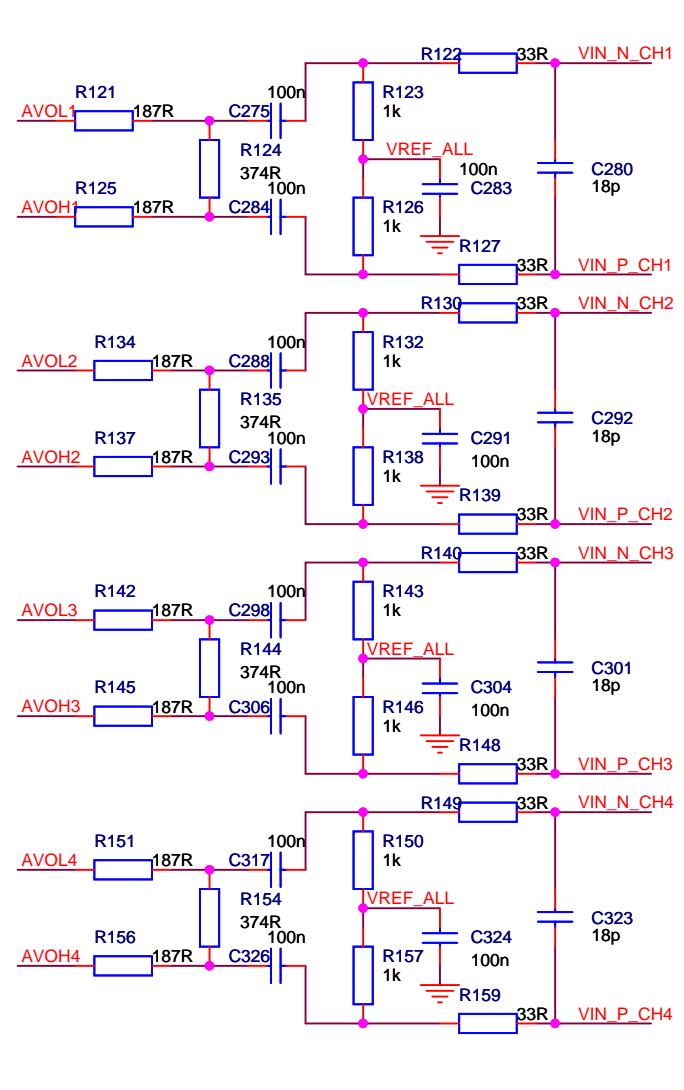 R122 33R VIN_N_CH1
R121 100n R123
AVOL1 187R C275 1k
R124 VREF_ALL
374R 100n C280
R125 100n C283 18p
AVOH1 187R C284 R126
1k
R127
33R VIN_P_CH1
R130 33R VIN_N_CH2
R134 100n R132
AVOL2 187R C288 1k
R135 VREF_ALL
374R C292
R137 100n C291 18p
AVOH2 187R C293 R138 100n
1k
R139
33R VIN_P_CH2
R140 33R VIN_N_CH3
R142 100n R143
AVOL3 187R C298 1k
R144 VREF_ALL
374R C301
R145 100n C304 18p
AVOH3 187R C306 R146 100n
1k
R148
33R VIN_P_CH3
R149 33R VIN_N_CH4
R151 100n R150
AVOL4 187R C317 1k
R154 VREF_ALL
374R C323
R156 100n C324 18p
AVOH4 187R C326 R157 100n
1k
R159
33R VIN_P_CH4